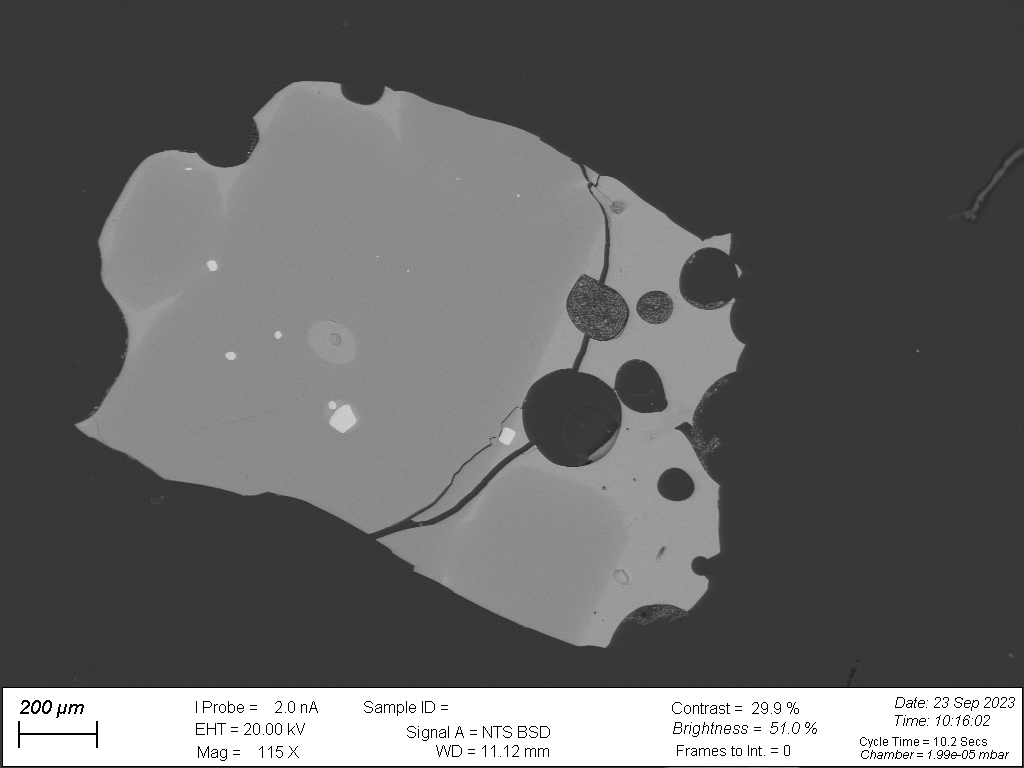 200 µm
I Probe = 2.0 nA
EHT = 20.00 kV
Mag = 115 X
Sample ID =
Signal A = NTS BSD
WD = 11.12 mm
Contrast = 29.9 %
Brightness = 51.0 %
Frames to Int. = 0
Date: 23 Sep 2023
Time: 10:16:02
Cycle Time = 10.2 Secs
Chamber = 1.99e-05 mbar